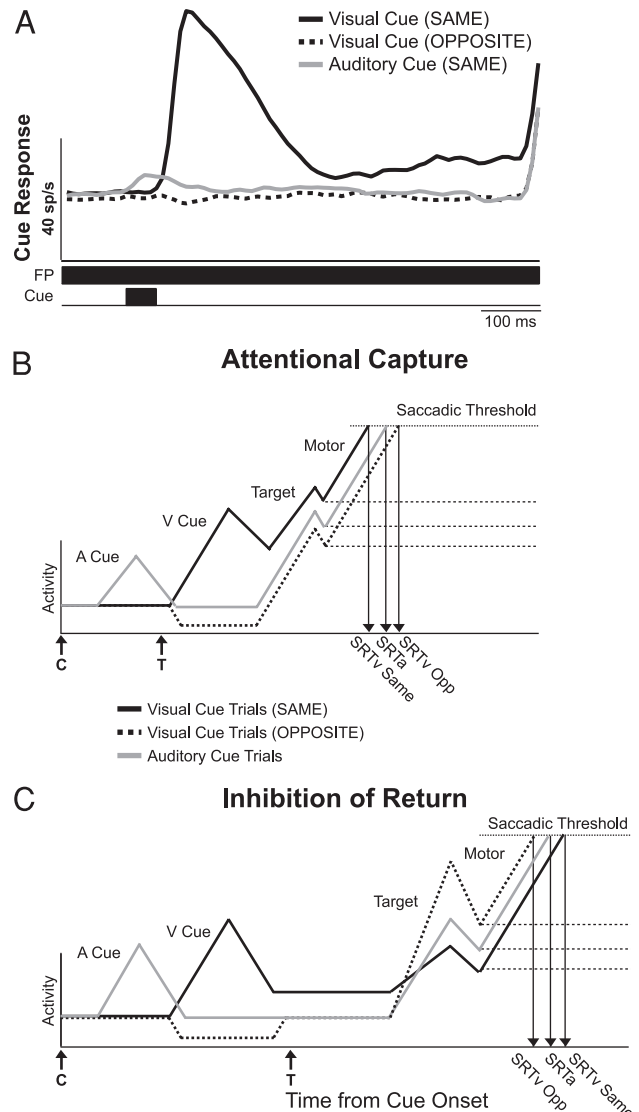 A
Visual Cue (SAME)
Visual Cue (OPPOSITE)
Auditory Cue (SAME)
Cue Response
40 sp/s
FP
Cue
100 ms
B
Attentional Capture
Saccadic Threshold
Motor
Target
V Cue
A Cue
Activity
C
T
SRTv Same
SRTa
SRTv Opp
Visual Cue Trials (SAME)
Visual Cue Trials (OPPOSITE)
Auditory Cue Trials
C
Inhibition of Return
Saccadic Threshold
Motor
Target
V Cue
A Cue
Activity
C
T
SRTv Opp
SRTa
SRTv Same
Time from Cue Onset